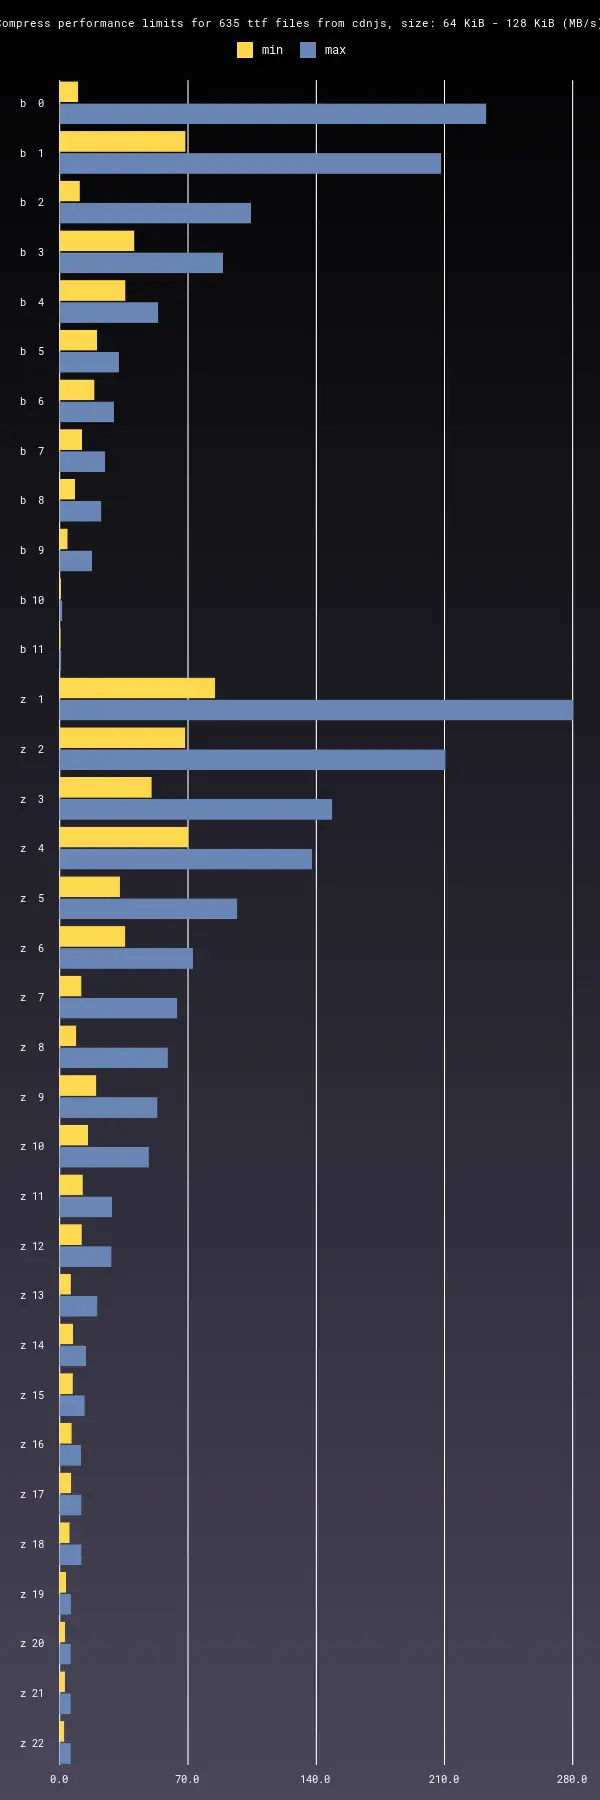 ompress performance limits for 635 ttf files from cdnjs, size: 64 KiB - 128 KiB (MB/s)
min max
b 0
b 1
b 2
b 3
b 4
b 5
b 6
b 7
b 8
b 9
b 10
b 11
z 1
z 2
z 3
z 4
z 5
z 6
z 7
z 8
z 9
z 10
z 11
z 12
z 13
z 14
z 15
z 16
z 17
z 18
z 19
z 20
z 21
z 22
0.0 70.0 140.0 210.0 280.0